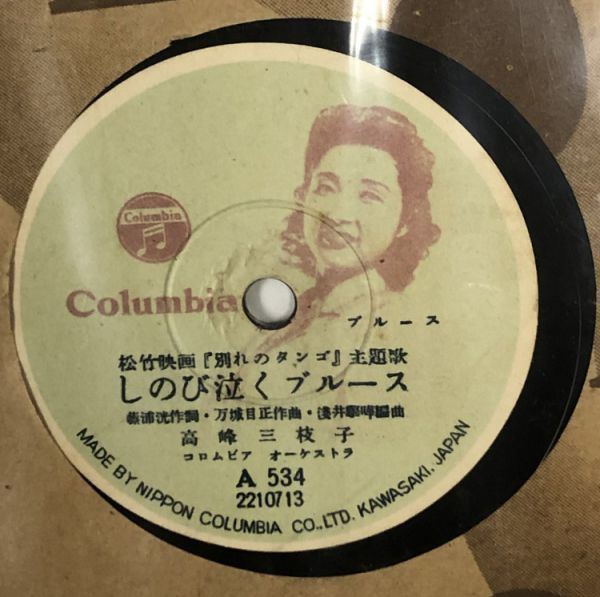 Columbia
Columbia
ブルース
松竹映画『別れのタンゴ』主題歌
しのび泣くブルース
藤浦洸作詞・万城目正作曲・浅井挙曄編曲
高峰三枝子
コロムビア オーケストラ
A 534
2210713
MADE BY NIPPON COLUMBIA CO., LTD. KAWASAKI, JAPAN